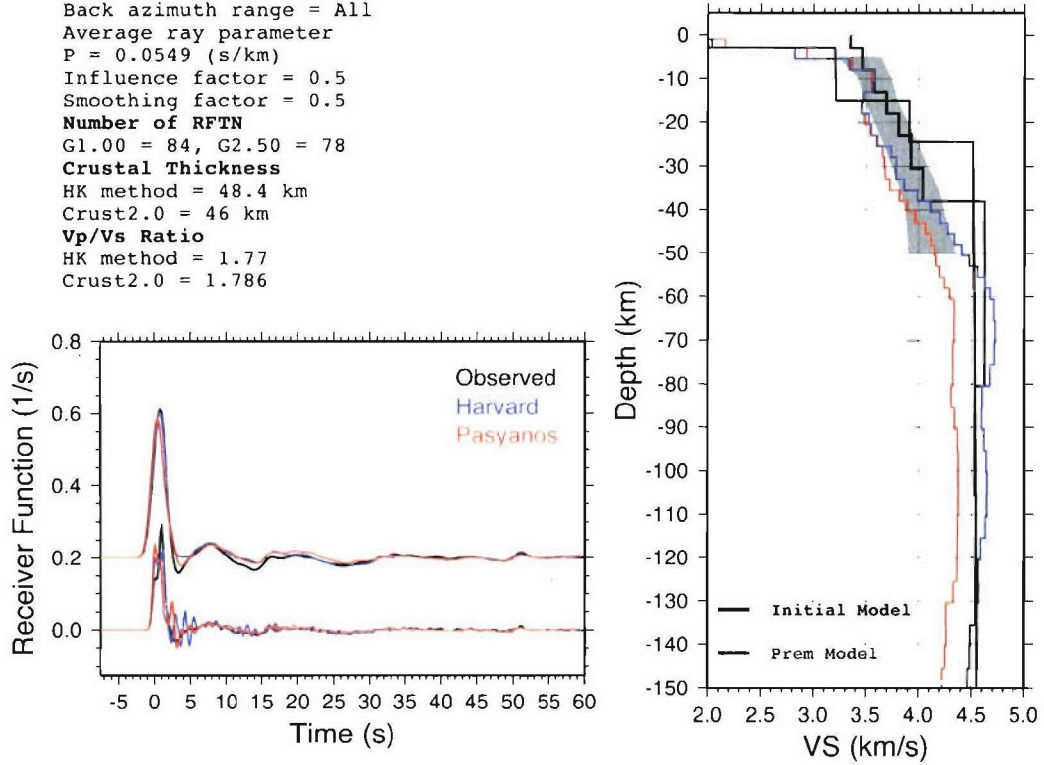 Back azimuth range = All
Average ray parameter
P = 0.0549 (s/km)
Influence factor = 0.5
Smoothing factor = 0.5
Number of RFTN
G1.00 = 84, G2.50 = 78
Crustal Thickness
HK method = 48.4 km
Crust2.0 = 46 km
Vp/Vs Ratio
HK method = 1.77
Crust2.0 = 1.786
Receiver Function (1/s)
0.8
0.6
0.4
0.2
0.0
Observed
Harvard
Pasyanos
-5 0 5 10 15 20 25 30 35 40 45 50 55 60
Time (s)
Depth (km)
0
-10
-20
-30
-40
-50
-60
-70
-80
-90
-100
-110
-120
-130
-140
-150
Initial Model
Prem Model
2.0 2.5 3.0 3.5 4.0 4.5 5.0
VS (km/s)